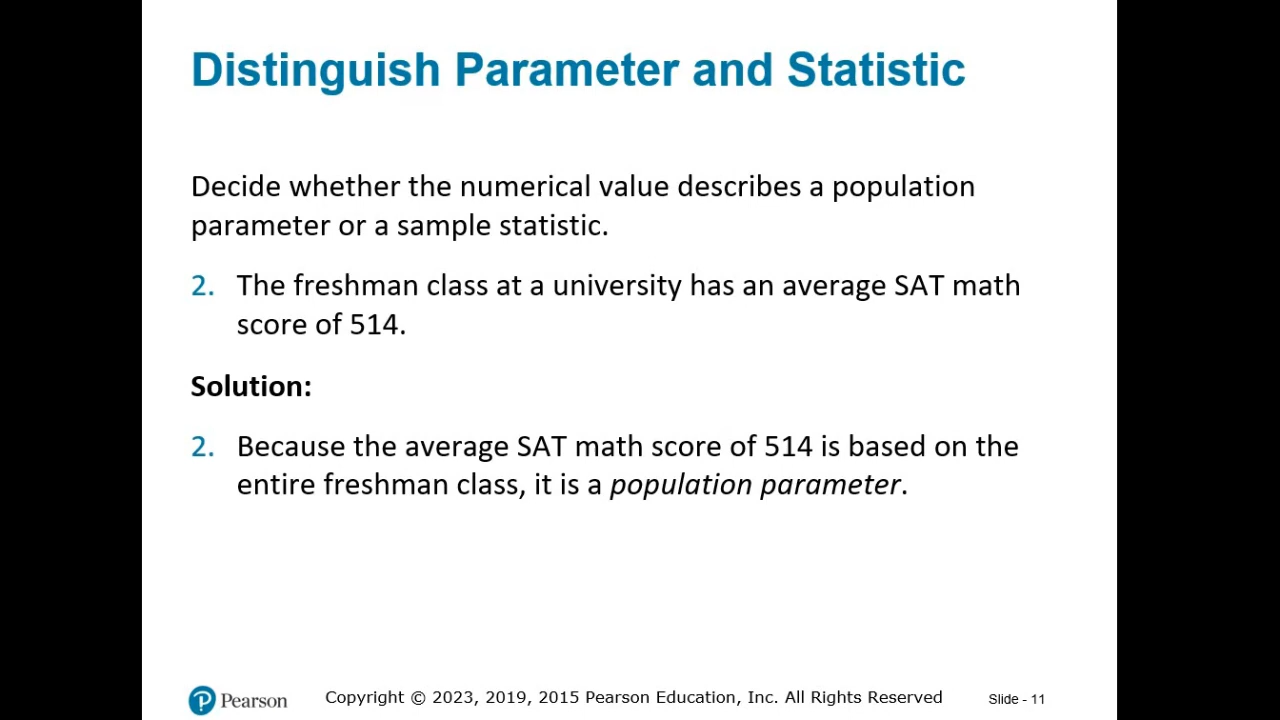 Distinguish Parameter and Statistic
Decide whether the numerical value describes a population
parameter or a sample statistic.
2. The freshman class at a university has an average SAT math
score of 514.
Solution:
2. Because the average SAT math score of 514 is based on the
entire freshman class, it is a population parameter.
Pearson Copyright © 2023, 2019, 2015 Pearson Education, Inc. All Rights Reserved Slide - 11